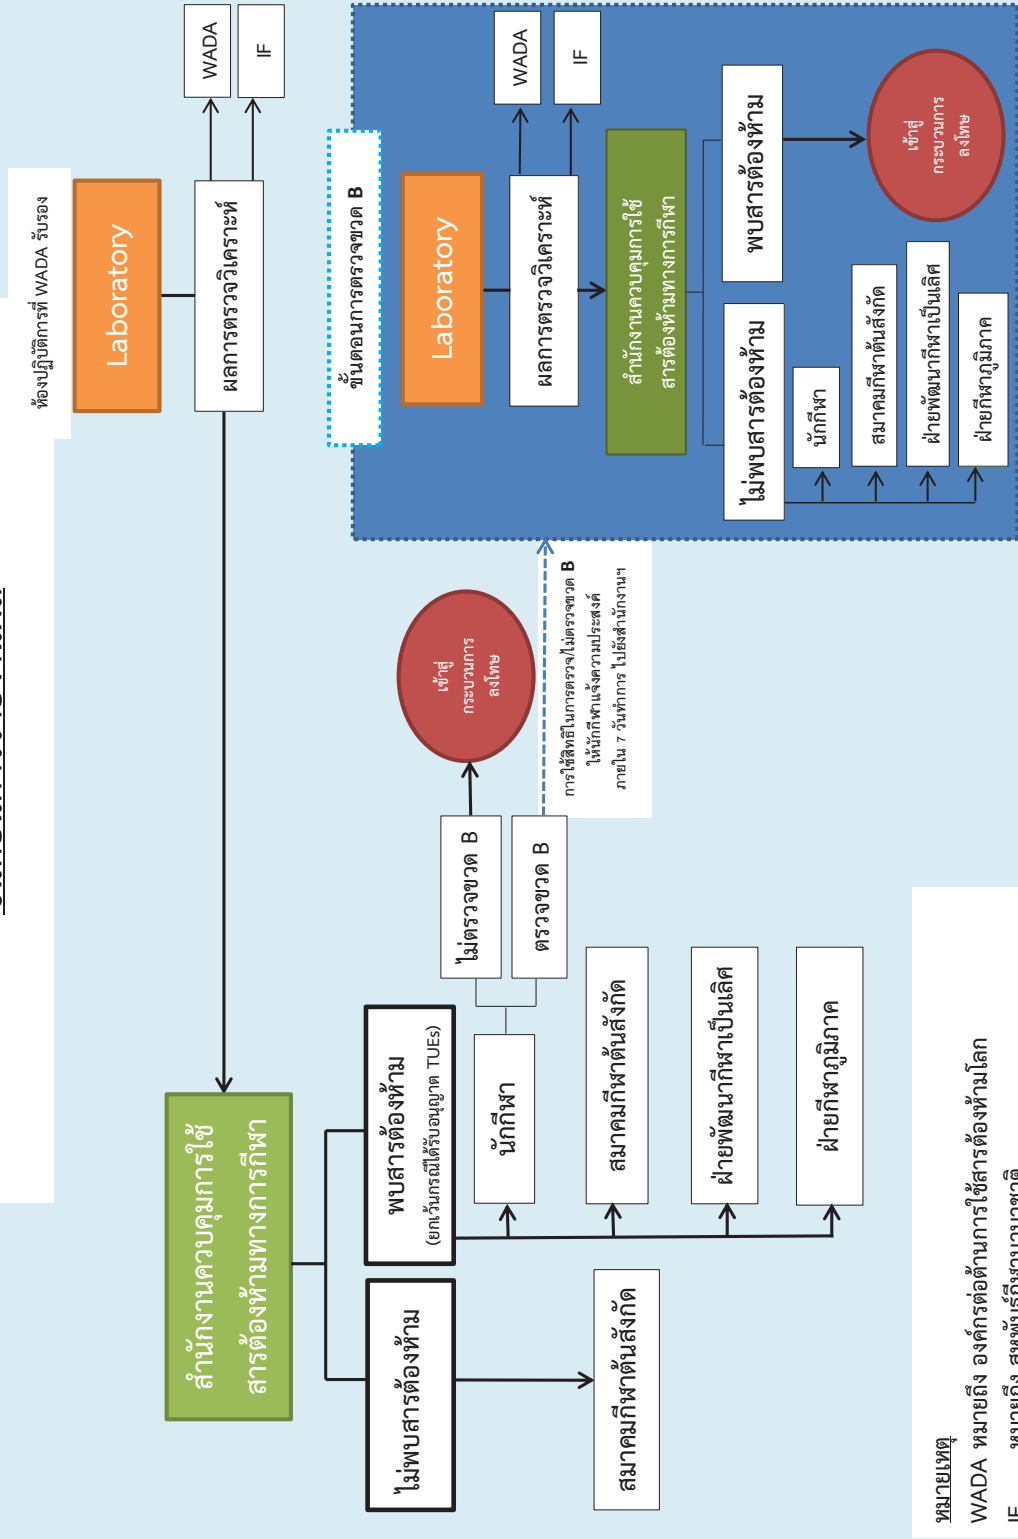 ห้องปฏิบัติการที่ WADA รับรอง
Laboratory
ผลการตรวจวิเคราะห์
WADA
IF
สำนักงานควบคุมการใช้
สารต้องห้ามทางการกีฬา
ไม่พบสารต้องห้าม
สมาคมกีฬาต้นสังกัด
พบสารต้องห้าม
(ยกเว้นกรณีได้รับอนุญาต TUEs)
นักกีฬา
สมาคมกีฬาต้นสังกัด
ฝ่ายพัฒนากีฬาเป็นเลิศ
ฝ่ายกีฬาภูมิภาค
ไม่ตรวจขวด B
ตรวจขวด B
เข้าสู่
กระบวนการ
ลงโทษ
การใช้สิทธิในการตรวจ/ไม่ตรวจขวด B
ให้นักกีฬาแจ้งความประสงค์
ภายใน 7 วันทำการ ไปยังสำนักงานฯ
ขั้นตอนการตรวจขวด B
Laboratory
ผลการตรวจวิเคราะห์
WADA
IF
สำนักงานควบคุมการใช้
สารต้องห้ามทางการกีฬา
ไม่พบสารต้องห้าม
นักกีฬา
สมาคมกีฬาต้นสังกัด
ฝ่ายพัฒนากีฬาเป็นเลิศ
ฝ่ายกีฬาภูมิภาค
พบสารต้องห้าม
เข้าสู่
กระบวนการ
ลงโทษ
หมายเหตุ
WADA หมายถึง องค์กรต่อต้านการใช้สารต้องห้ามโลก
IF หมายถึง สหพันธ์กีฬานานาชาติ